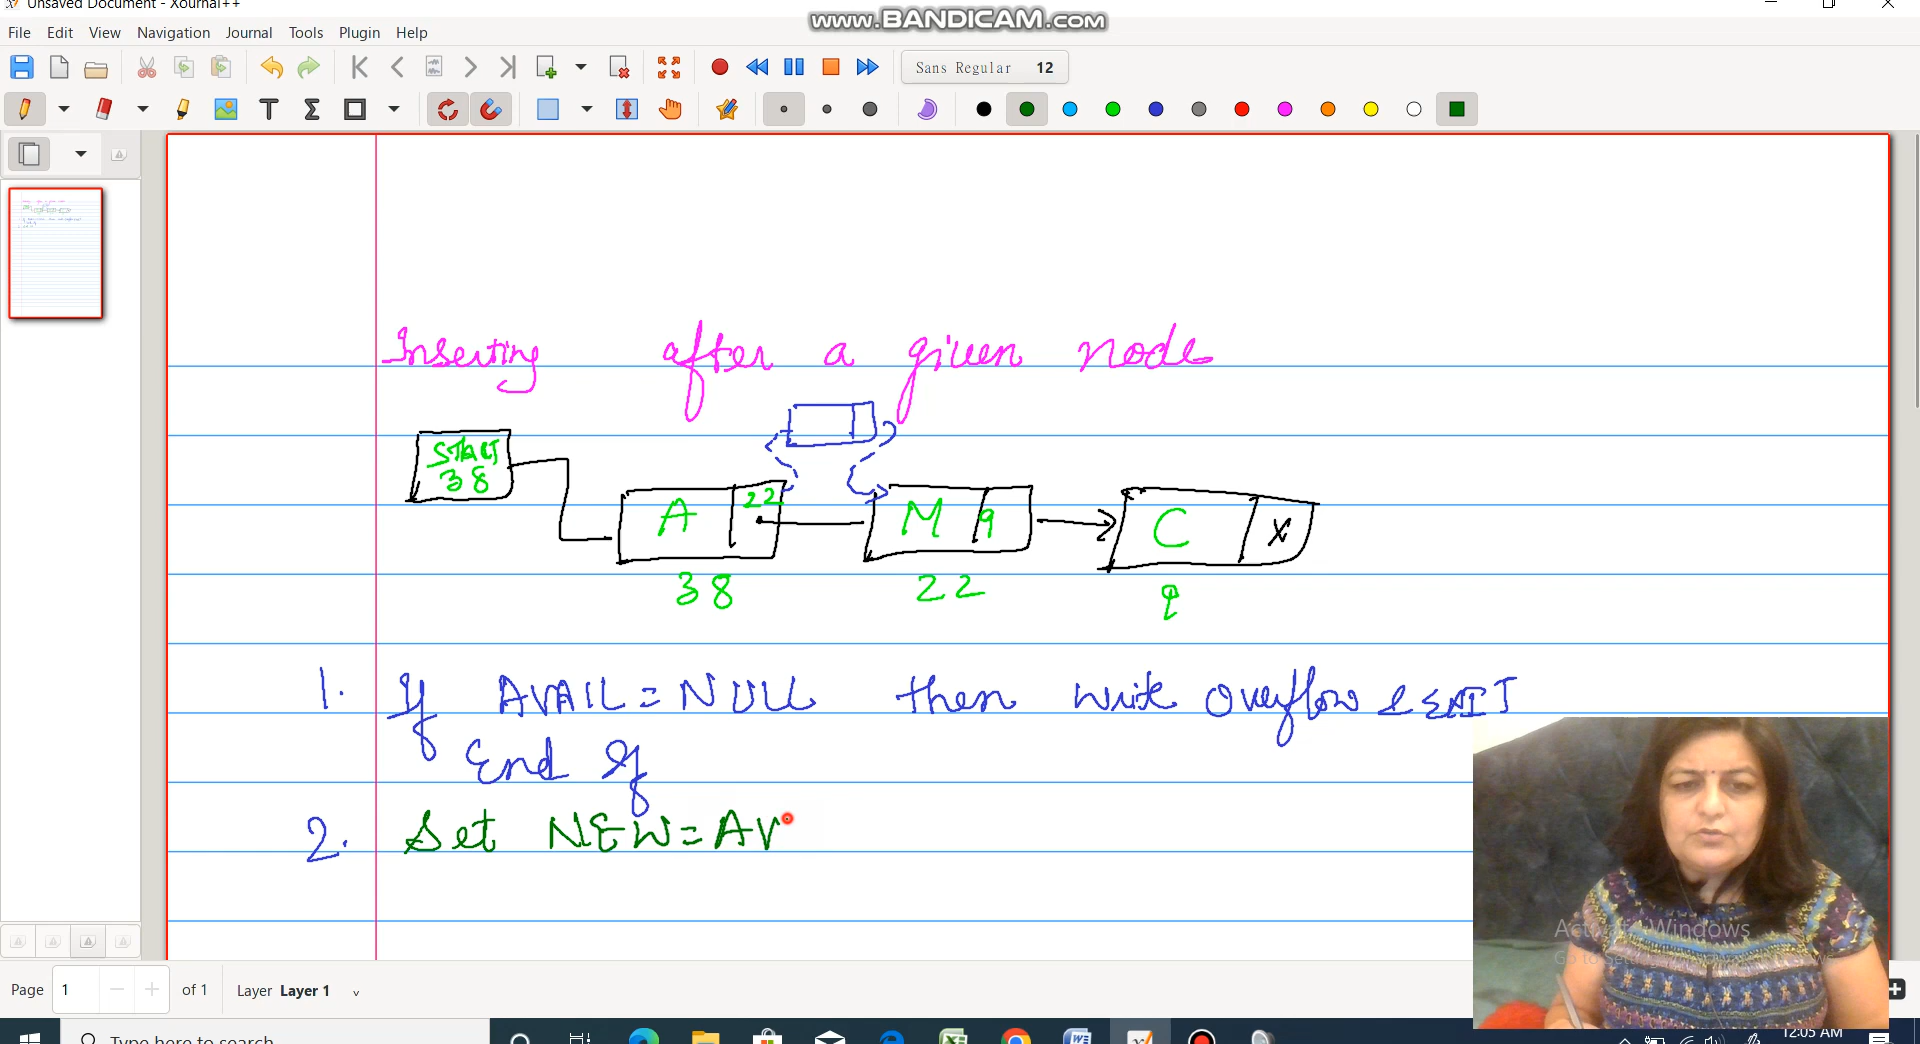 Unsaved Document - Xournal++
www.BANDICAM.com
File Edit View Navigation Journal Tools Plugin Help
Sans Regular 12
Inserting after a given node
START
38
A 22
M 9
C X
38 22 9
1. If AVAIL = NULL then write Overflow & EXIT
End If
2. Set NEW = AV
Activate Windows
Page 1 of 1 Layer Layer 1
Type here to search
12:05 AM